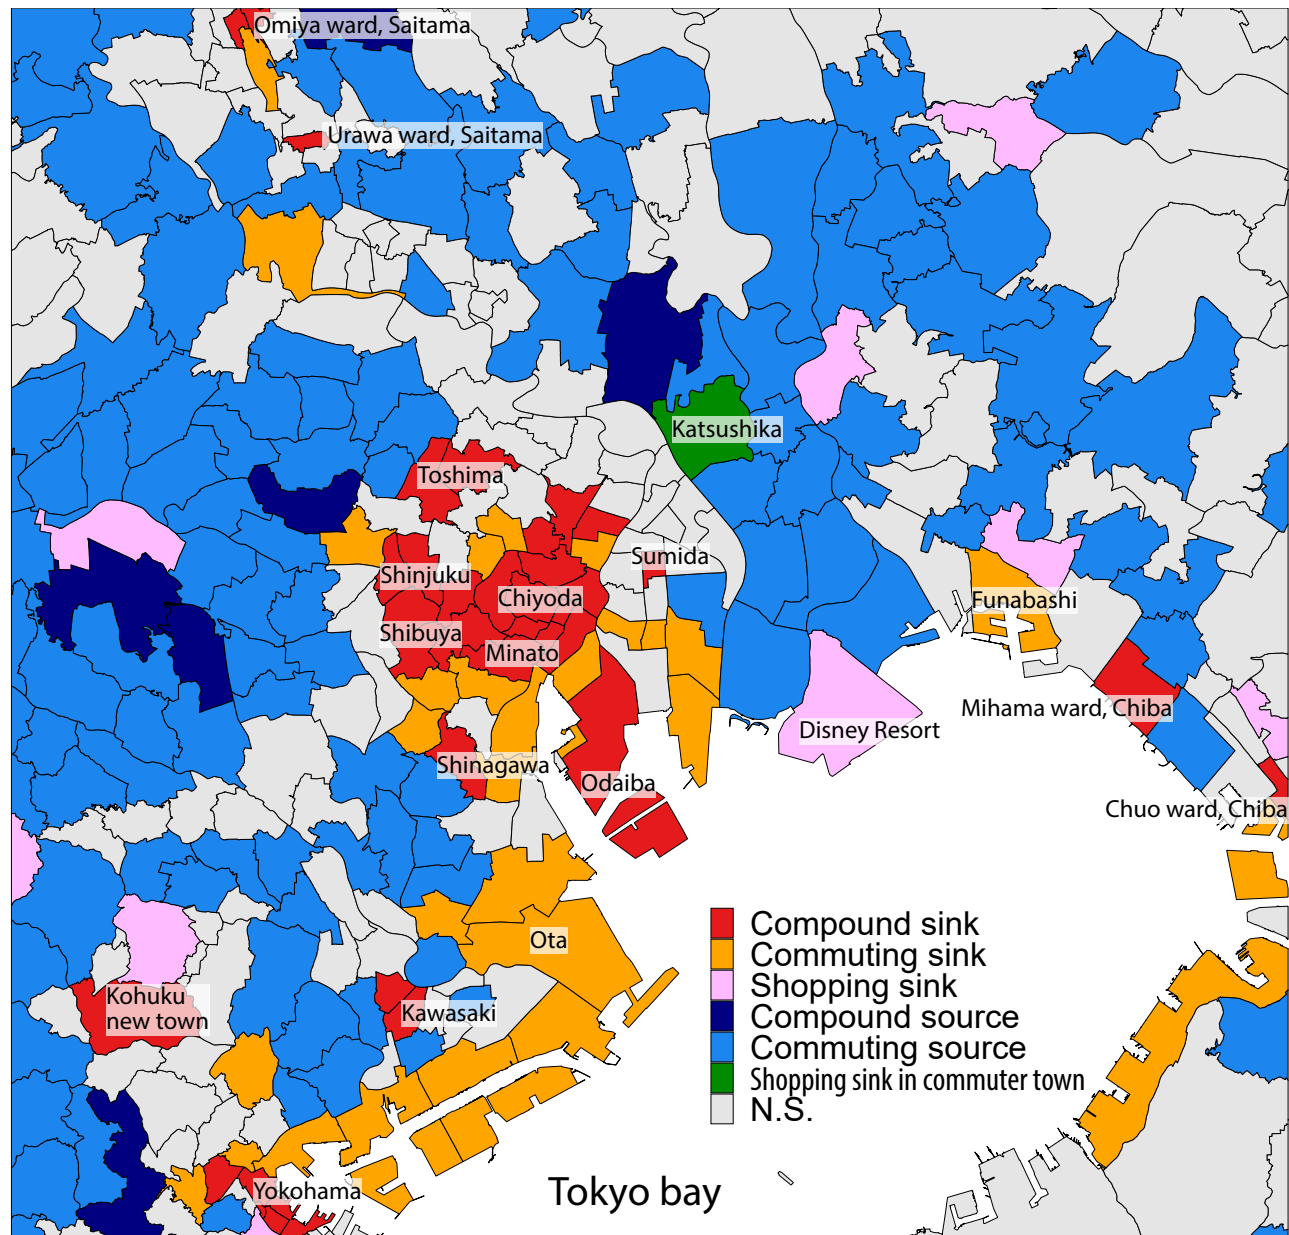 Omiya ward, Saitama
Urawa ward, Saitama
Katsushika
Toshima
Sumida
Shinjuku
Chiyoda
Funabashi
Shibuya
Minato
Mihama ward, Chiba
Disney Resort
Shinagawa
Odaiba
Chuo ward, Chiba
Compound sink
Ota
Commuting sink
Shopping sink
Kohuku
new town
Kawasaki
Compound source
Commuting source
Shopping sink in commuter town
N.S.
Yokohama
Tokyo bay